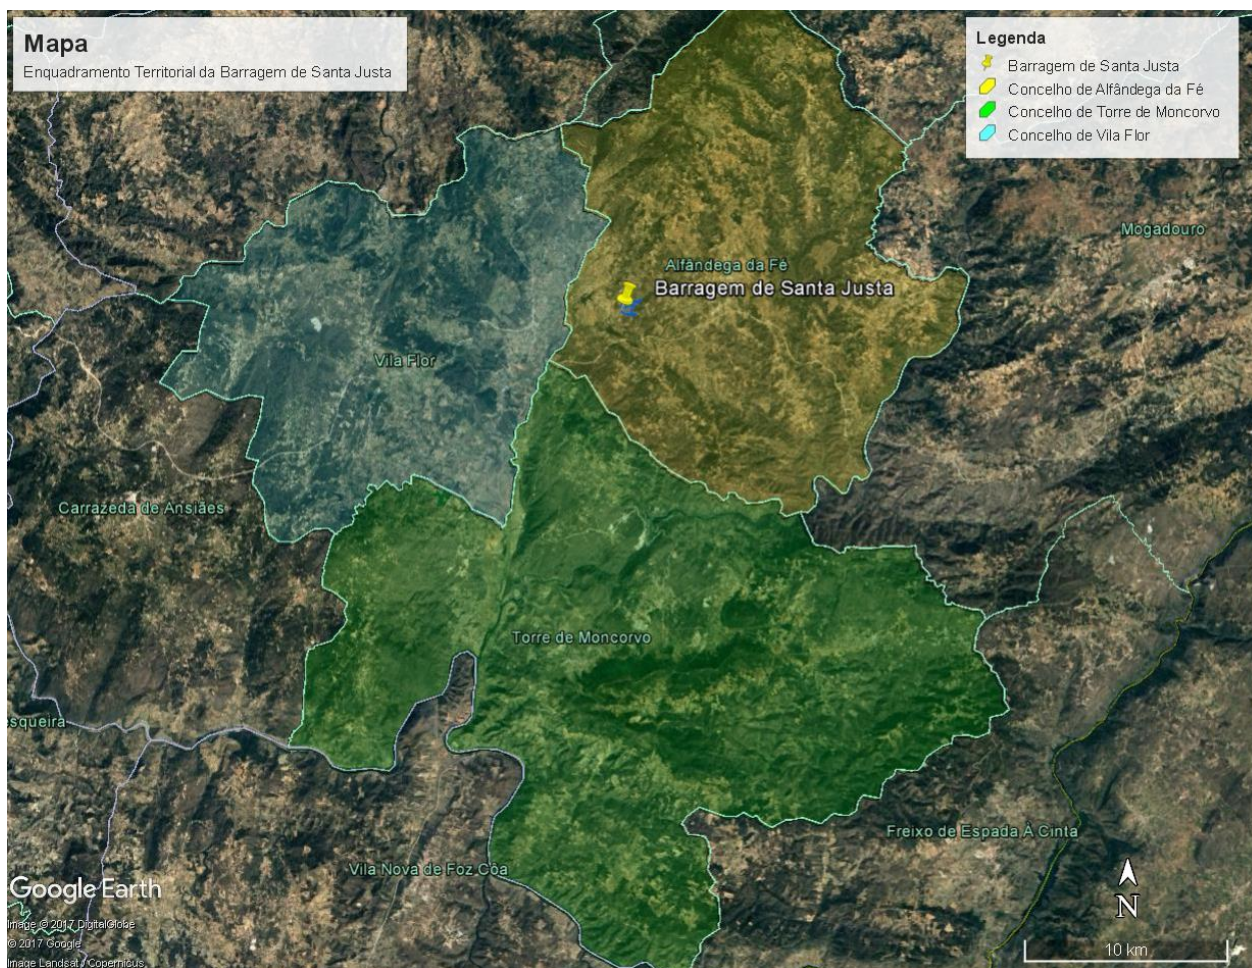 Mapa
Enquadramento Territorial da Barragem de Santa Justa
Legenda
Barragem de Santa Justa
Concelho de Alfândega da Fé
Concelho de Torre de Moncorvo
Concelho de Vila Flor
Mogadouro
Alfândega da Fé
Barragem de Santa Justa
Vila Flor
Carrazeda de Ansiães
Torre de Moncorvo
esqueira
Freixo de Espada À Cinta
Vila Nova de Foz Côa
Google Earth
N
Image © 2017 DigitalGlobe
© 2017 Google
Image Landsat / Copernicus
10 km